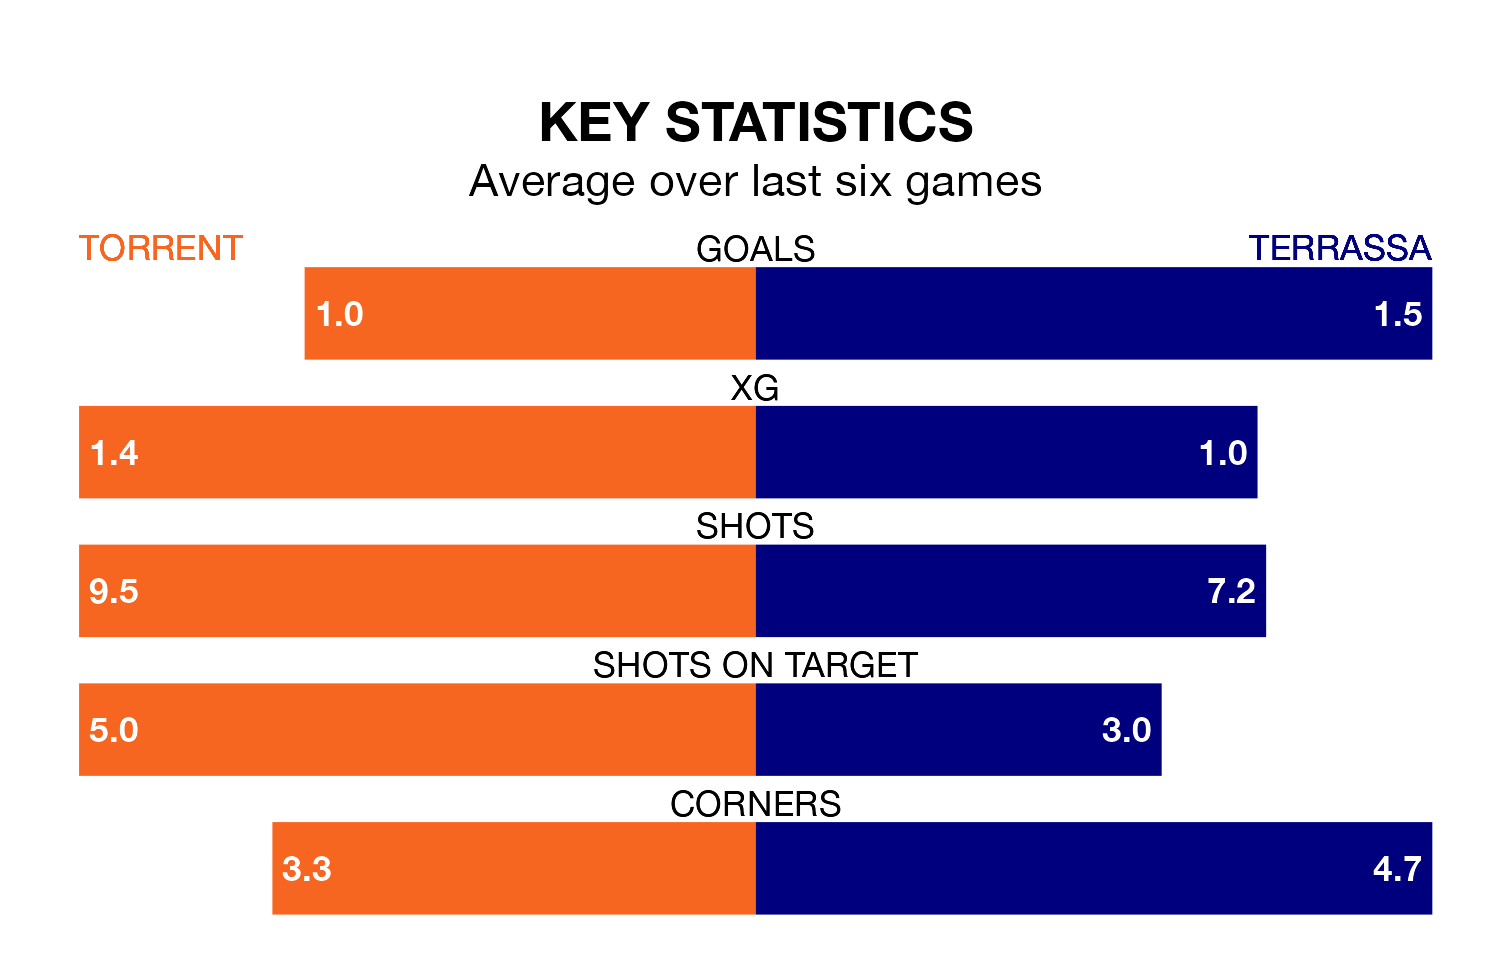 KEY STATISTICS
Average over last six games
TORRENT GOALS TERRASSA
1.0 1.5
XG
1.4 1.0
SHOTS
9.5 7.2
SHOTS ON TARGET
5.0 3.0
CORNERS
3.3 4.7